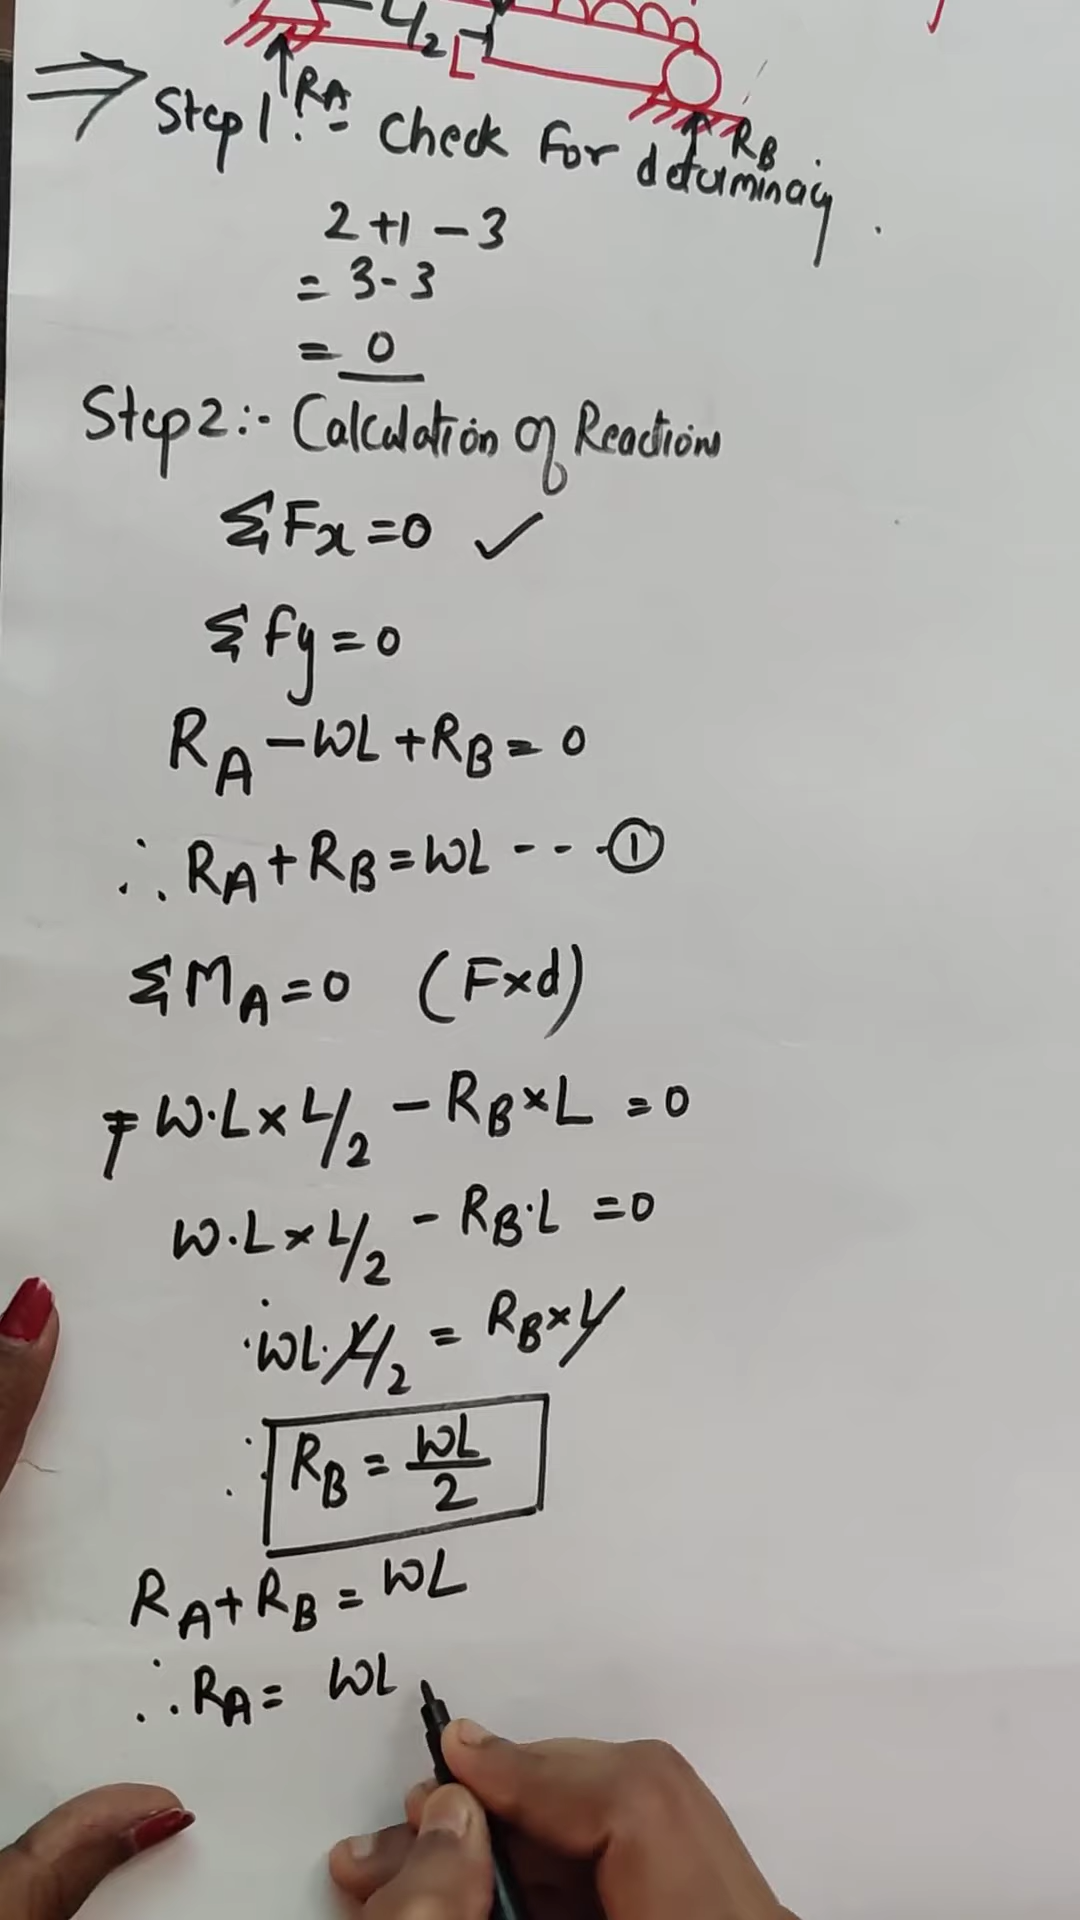 L/2
RA
RB
⇒ Step 1:- Check For determinacy.
2+1-3
= 3-3
= 0
Step 2:- Calculation of Reactions
ΣFx=0 ✓
ΣFy=0
RA-WL+RB=0
∴ RA+RB=WL --- ①
ΣMA=0 (F×d)
W.L×L/2 - RB×L =0
W.L×L/2 - RB.L =0
∴ WL.L/2 = RB×L
∴ RB = WL/2
RA+RB = WL
∴ RA = WL